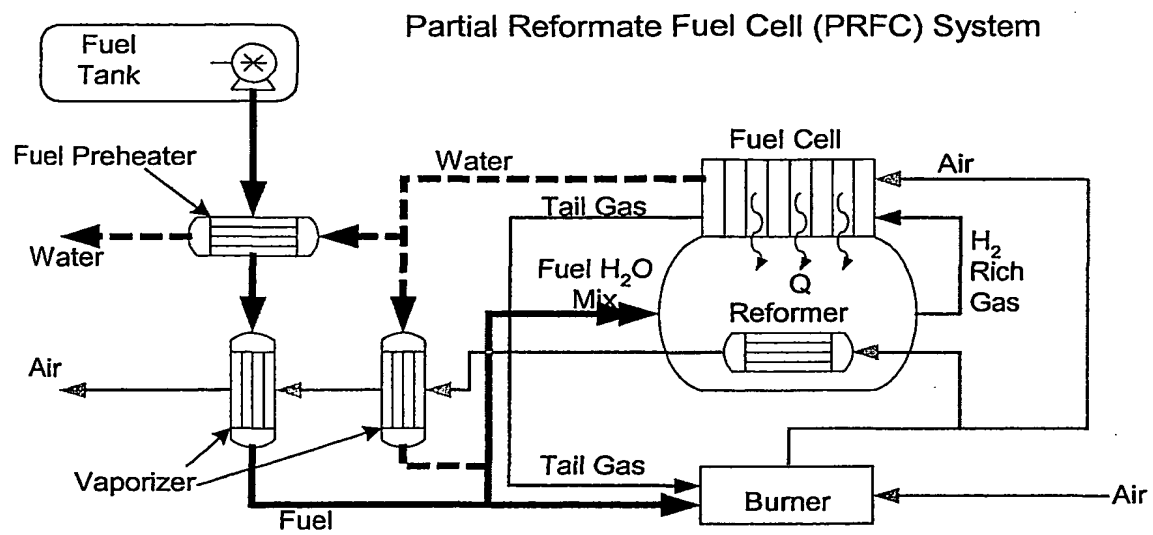 Partial Reformate Fuel Cell (PRFC) System
Fuel
Tank
Fuel Preheater
Fuel Cell
Water
Air
Tail Gas
Water
Fuel H₂O
Mix
Q
H₂
Rich
Gas
Reformer
Air
Vaporizer
Tail Gas
Burner
Air
Fuel